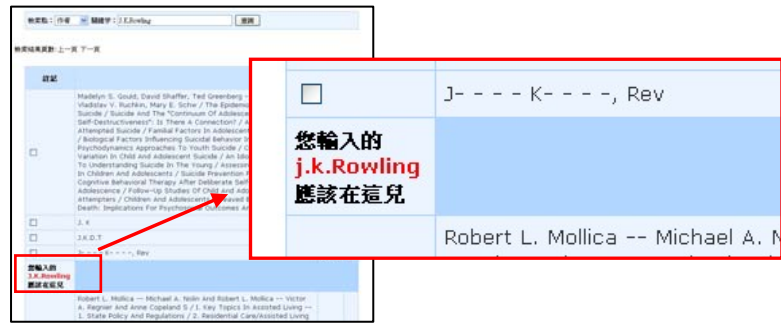 檢索點：作者 關鍵字：J.K.Rowling 查詢
檢索結果頁數: 上一頁 下一頁
註記
Madelyn S. Gould, David Shaffer, Ted Greenberg --
Vladislav V. Ruchkin, Mary E. Schw / The Epidemi
Suicide / Suicide And The "Continuum Of Adolesce
Self-Destructiveness": Is There A Connection? / A
Attempted Suicide / Familial Factors In Adolescent
/ Biological Factors Influencing Suicidal Behavior In
Psychodynamics Approaches To Youth Suicide / C
Variation In Child And Adolescent Suicide / An Idio
To Understanding Suicide In The Young / Assessm
In Children And Adolescents / Suicide Prevention P
Cognitive Behavioral Therapy After Deliberate Self
Adolescence / Follow-Up Studies Of Child And Ado
Attempters / Children And Adolescents Bereaved B
Death: Implications For Psychosocial Outcomes An
J. K
J.K.D.T
J- - - - K- - - -, Rev
您輸入的
J.K.Rowling
應該在這兒
Robert L. Mollica -- Michael A. Nolin And Robert L. Mollica -- Victor
A. Regnier And Anne Copeland S / 1. Key Topics In Assisted Living --
1. State Policy And Regulations / 2. Residential Care/Assisted Living
J- - - - K- - - -, Rev
您輸入的
j.k.Rowling
應該在這兒
Robert L. Mollica -- Michael A. N